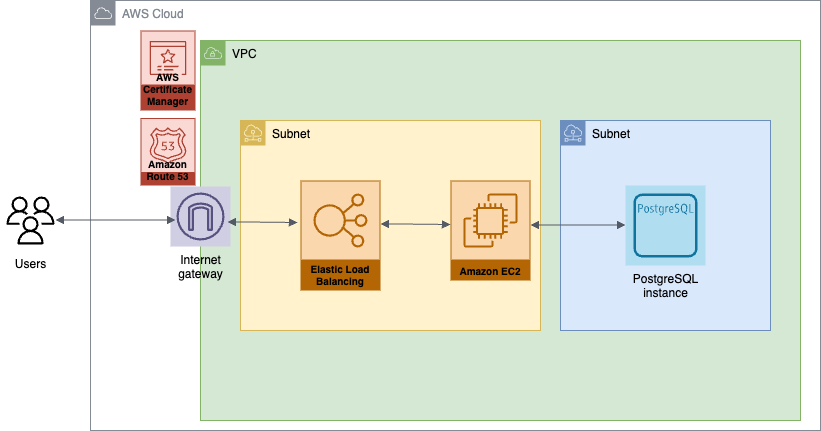 AWS Cloud
VPC
AWS
Certificate
Manager
Subnet
Subnet
53
Amazon
Route 53
PostgreSQL
Users
Internet
gateway
Elastic Load
Balancing
Amazon EC2
PostgreSQL
instance